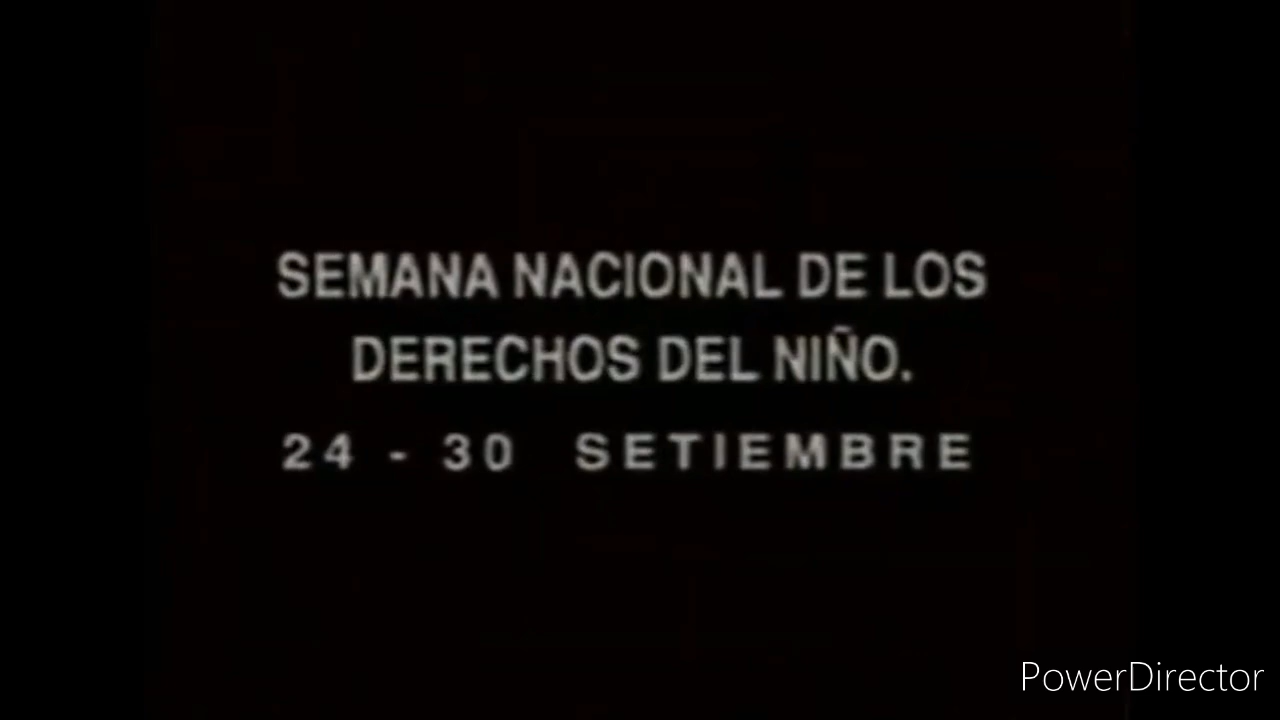 SEMANA NACIONAL DE LOS
DERECHOS DEL NIÑO.
24 - 30 SETIEMBRE
PowerDirector